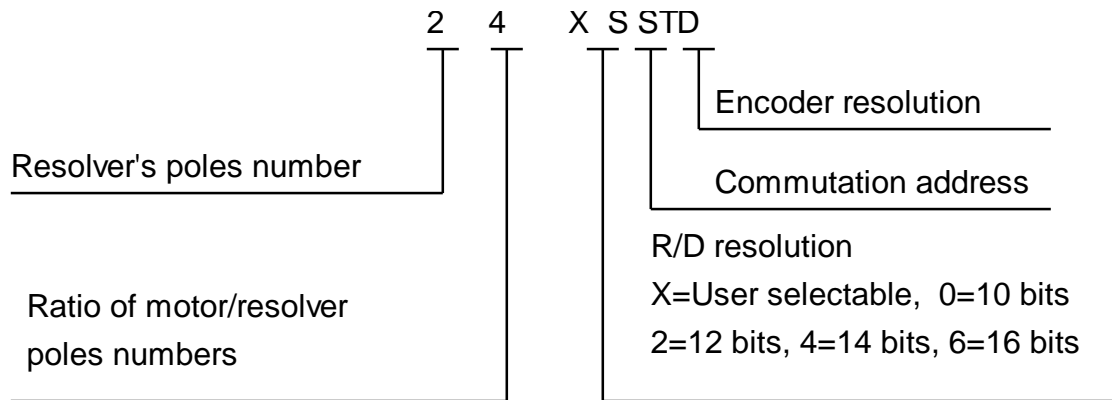 2 4 X S STD
Encoder resolution
Resolver's poles number
Commutation address
R/D resolution
X=User selectable, 0=10 bits
2=12 bits, 4=14 bits, 6=16 bits
Ratio of motor/resolver
poles numbers